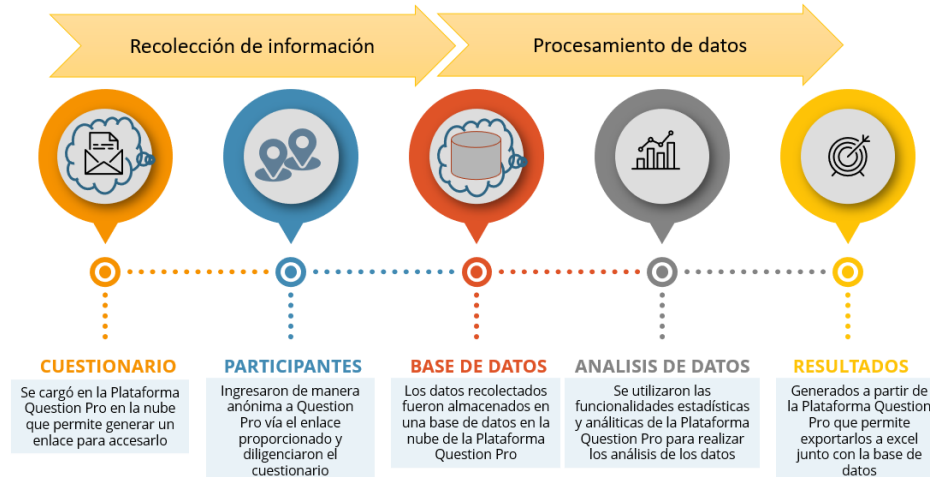 Recolección de información
Procesamiento de datos
CUESTIONARIO
Se cargó en la Plataforma
Question Pro en la nube
que permite generar un
enlace para accesarlo
PARTICIPANTES
Ingresaron de manera
anónima a Question
Pro vía el enlace
proporcionado y
diligenciaron el
cuestionario
BASE DE DATOS
Los datos recolectados
fueron almacenados en
una base de datos en la
nube de la Plataforma
Question Pro
ANALISIS DE DATOS
Se utilizaron las
funcionalidades estadísticas
y análiticas de la Plataforma
Question Pro para realizar
los análisis de los datos
RESULTADOS
Generados a partir de
la Plataforma Question
Pro que permite
exportarlos a excel
junto con la base de
datos